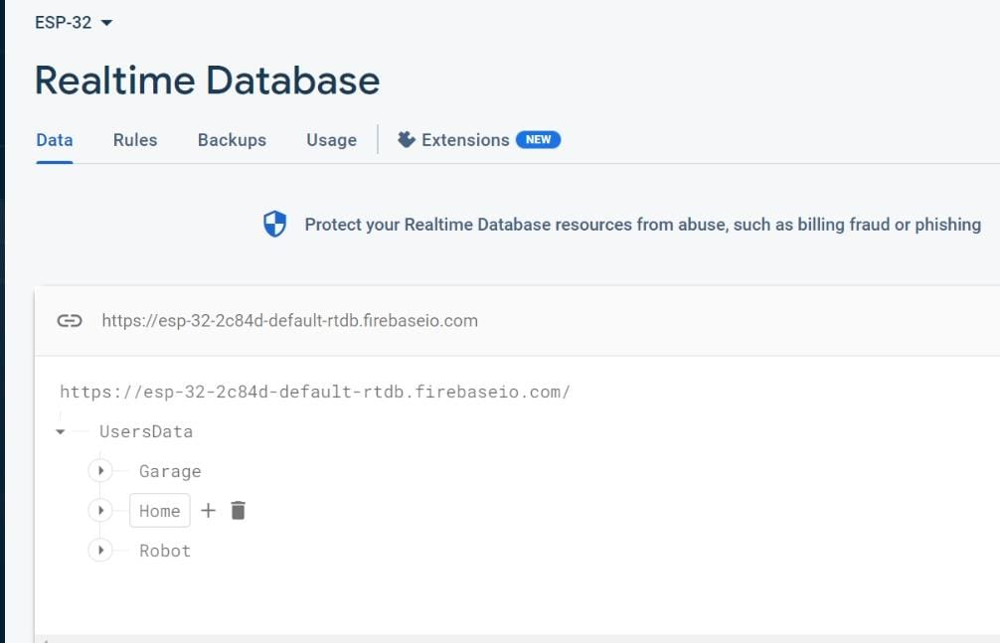 ESP-32
Realtime Database
Data Rules Backups Usage Extensions NEW
Protect your Realtime Database resources from abuse, such as billing fraud or phishing
https://esp-32-2c84d-default-rtdb.firebaseio.com
https://esp-32-2c84d-default-rtdb.firebaseio.com/
UsersData
Garage
Home
Robot